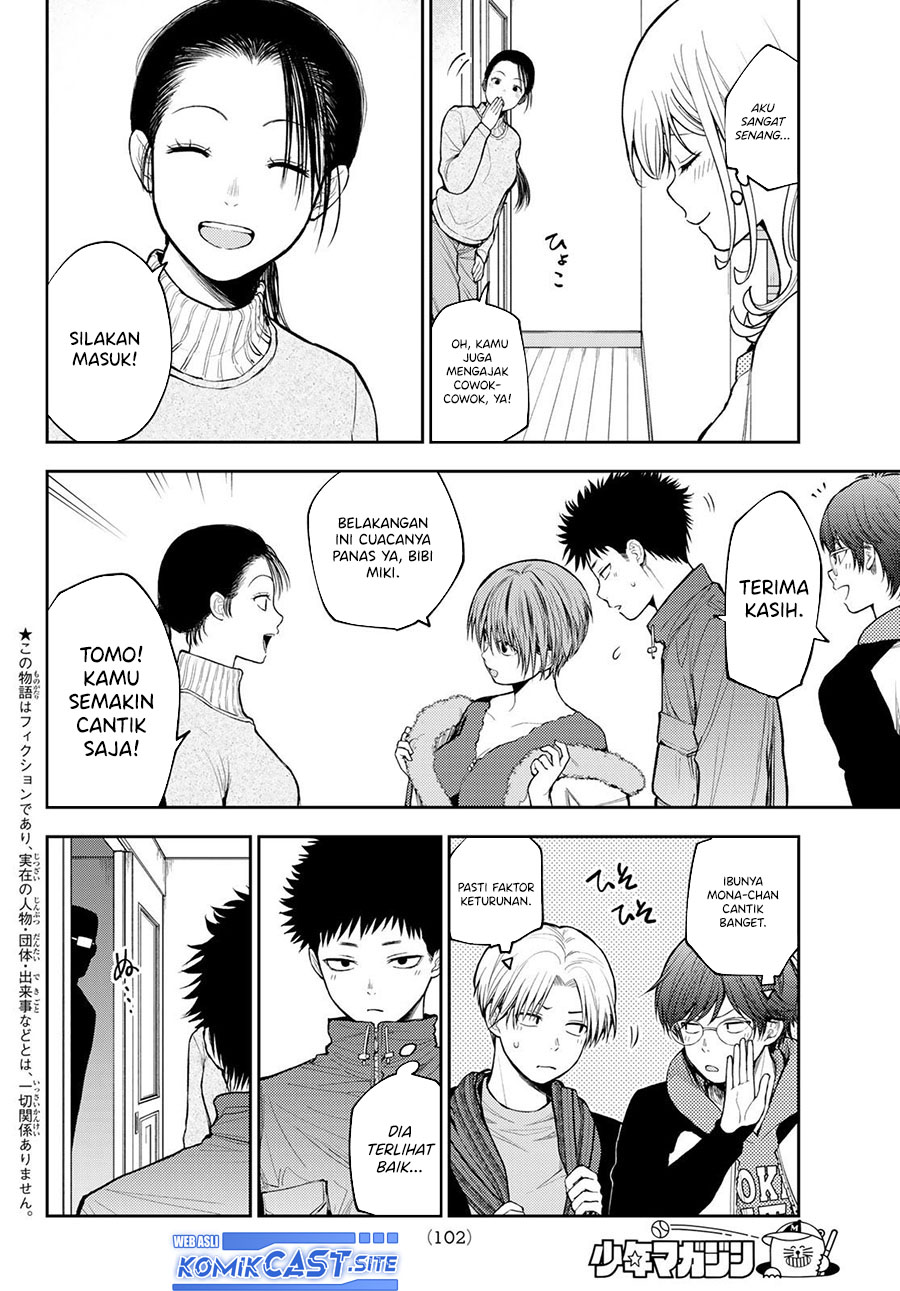 AKU
SANGAT
SENANG...
ひょこ
OH, KAMU
JUGA
MENGAJAK
COWOK-
COWOK, YA!
SILAKAN
MASUK!
TERIMA
KASIH.
BELAKANGAN
INI CUACANYA
PANAS YA, BIBI
MIKI.
TOMO!
KAMU
SEMAKIN
CANTIK
SAJA!
IBUNYA
MONA-CHAN
CANTIK
BANGET.
ひそ
ひそ
PASTI FAKTOR
KETURUNAN.
DIA
TERLIHAT
BAIK...
ぬっ
★この物語はフィクションであり、実在の人物・団体・出来事などとは、一切関係ありません。
(102)
WEB ASLI
KOMIKCAST.SITE
少年マガジン
M